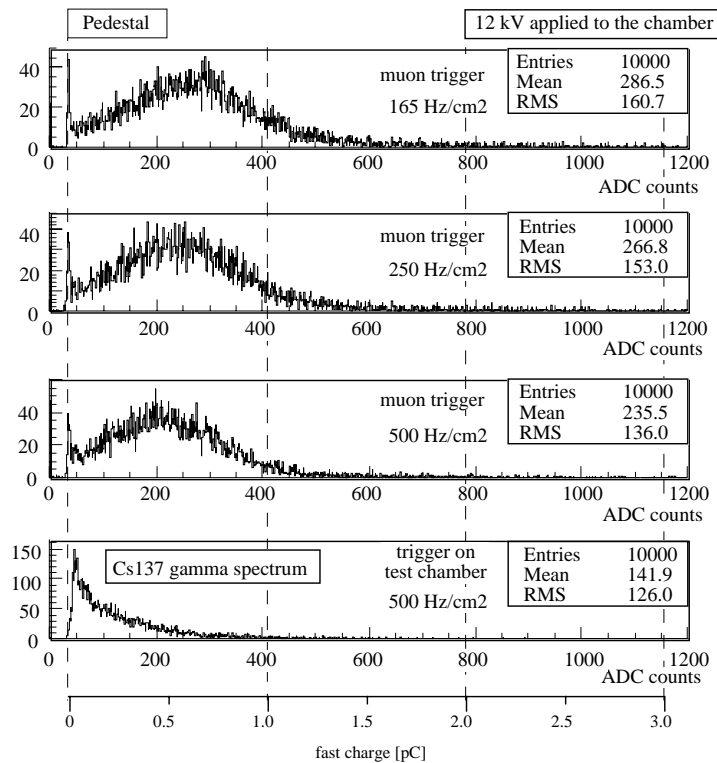 Pedestal
12 kV applied to the chamber
40
20
0
muon trigger
165 Hz/cm2
Entries 10000
Mean 286.5
RMS 160.7
0 200 400 600 800 1000 1200
ADC counts
40
20
0
muon trigger
250 Hz/cm2
Entries 10000
Mean 266.8
RMS 153.0
0 200 400 600 800 1000 1200
ADC counts
40
20
0
muon trigger
500 Hz/cm2
Entries 10000
Mean 235.5
RMS 136.0
0 200 400 600 800 1000 1200
ADC counts
150
100
50
0
Cs137 gamma spectrum
trigger on
test chamber
500 Hz/cm2
Entries 10000
Mean 141.9
RMS 126.0
0 200 400 600 800 1000 1200
ADC counts
0 0.5 1.0 1.5 2.0 2.5 3.0
fast charge [pC]